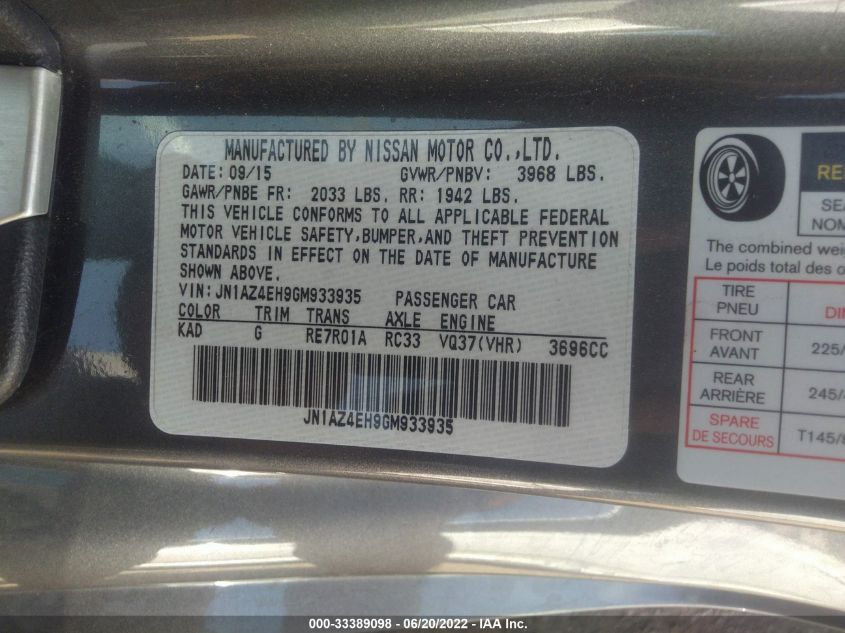 MANUFACTURED BY NISSAN MOTOR CO.,LTD.
DATE: 09/15 GVWR/PNBV: 3968 LBS.
GAWR/PNBE FR: 2033 LBS. RR: 1942 LBS.
THIS VEHICLE CONFORMS TO ALL APPLICABLE FEDERAL
MOTOR VEHICLE SAFETY,BUMPER,AND THEFT PREVENTION
STANDARDS IN EFFECT ON THE DATE OF MANUFACTURE
SHOWN ABOVE.
VIN: JN1AZ4EH9GM933935 PASSENGER CAR
COLOR TRIM TRANS AXLE ENGINE
KAD G RE7R01A RC33 VQ37(VHR) 3696CC
JN1AZ4EH9GM933935
The combined
Le poids total des
TIRE
PNEU
FRONT
AVANT
225/
REAR
ARRIÈRE
245/
SPARE
DE SECOURS
T145/
000-33389098 - 06/20/2022 - IAA Inc.